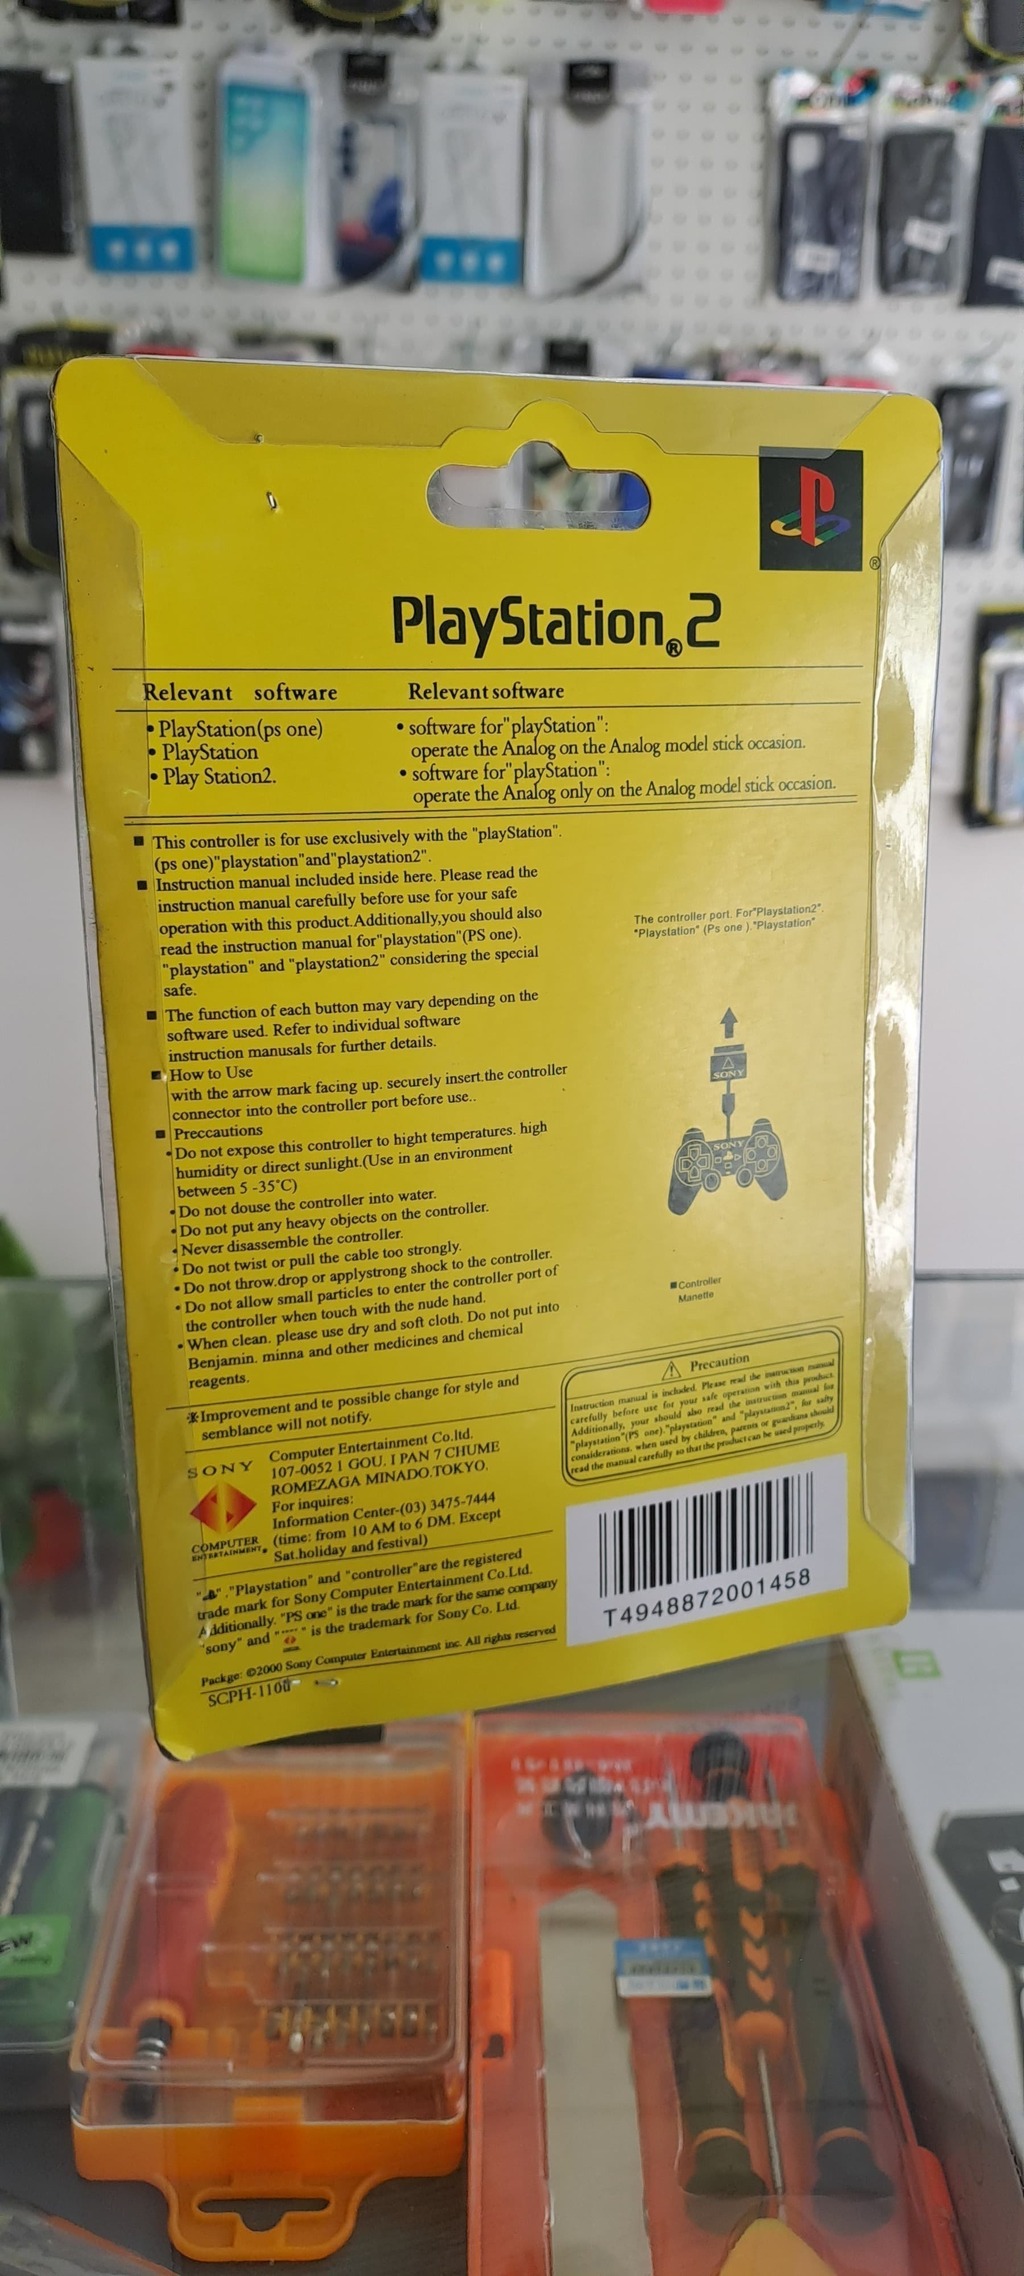 PlayStation®2
Relevant software
Relevant software
• PlayStation(ps one)
• PlayStation
• Play Station2.
• software for"playStation":
operate the Analog on the Analog model stick occasion.
• software for"playStation":
operate the Analog only on the Analog model stick occasion.
■ This controller is for use exclusively with the "playStation".
(ps one)"playstation"and"playstation2".
■ Instruction manual included inside here. Please read the
instruction manual carefully before use for your safe
operation with this product.Additionally,you should also
read the instruction manual for"playstation"(PS one).
"playstation" and "playstation2" considering the special
safe.
■ The function of each button may vary depending on the
software used. Refer to individual software
instruction manusals for further details.
■ How to Use
with the arrow mark facing up. securely insert.the controller
connector into the controller port before use..
■ Preccautions
• Do not expose this controller to hight temperatures. high
humidity or direct sunlight.(Use in an environment
between 5 -35°C)
• Do not douse the controller into water.
• Do not put any heavy objects on the controller.
• Never disassemble the controller.
• Do not twist or pull the cable too strongly.
• Do not throw.drop or applystrong shock to the controller.
• Do not allow small particles to enter the controller port of
the controller when touch with the nude hand.
• When clean. please use dry and soft cloth. Do not put into
Benjamin. minna and other medicines and chemical
reagents.
The controller port. For"Playstation2".
"Playstation" (Ps one )."Playstation"
SONY
SONY
■ Controller
Manette
※Improvement and te possible change for style and
semblance will not notify.
⚠ Precaution
Instruction manual is included. Please read the instruction manual
carefully before use for your safe operation with this product.
Additionally, your should also read the instruction manual for
"playstation"(PS one)."playstation" and "playstation2", for safty
considerations. when used by children, parents or guardians should
read the manual carefully so that the product can be used properly.
SONY
COMPUTER
ENTERTAINMENT®
Computer Entertainment Co.ltd.
107-0052 1 GOU. I PAN 7 CHUME
ROMEZAGA MINADO.TOKYO.
For inquires:
Information Center-(03) 3475-7444
(time: from 10 AM to 6 DM. Except
Sat.holiday and festival)
T4948872001458
" ". "Playstation" and "controller"are the registered
trade mark for Sony Computer Entertainment Co.Ltd.
Additionally. "PS one" is the trade mark for the same company
"sony" and " " is the trademark for Sony Co. Ltd.
Packge: ©2000 Sony Computer Entertainment inc. All rights reserved
SCPH-1100
JAKEMY